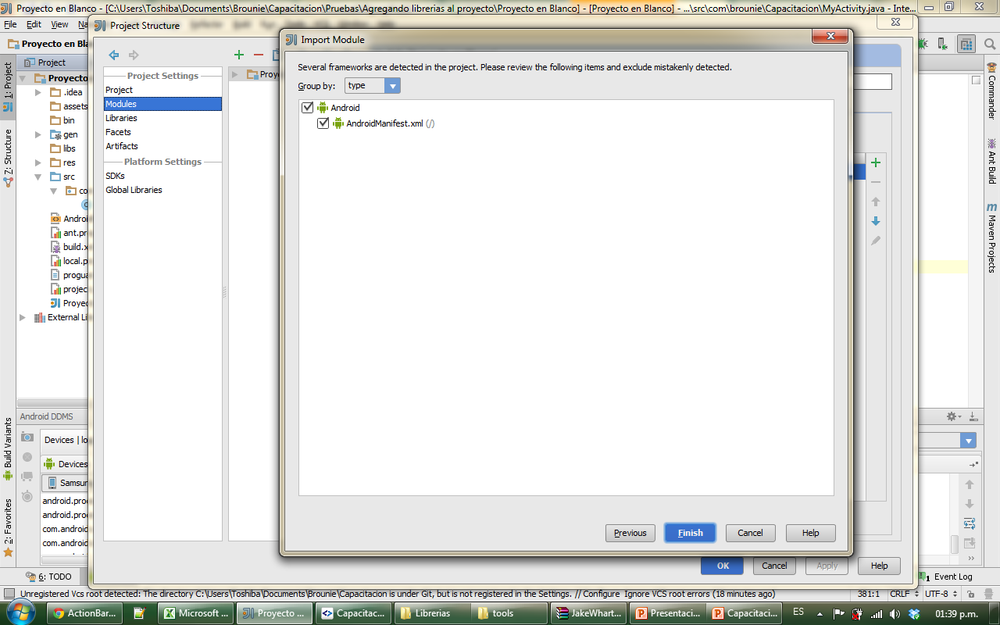 Proyecto en Blanco - [C:\Users\Toshiba\Documents\Brounie\Capacitacion\Pruebas\Agregando librerias al proyecto\Proyecto en Blanco] - [Proyecto en Blanco] - ...\src\com\brounie\Capacitacion\MyActivity.java - Inte...
File Edit View Na
Project Structure
Import Module
Proyecto en Bla
1: Project
Z: Structure
Build Variants
2: Favorites
Project
Proyecto
.idea
assets
bin
gen
libs
res
src
co
Androi
ant.pr
build.x
local.p
progua
projec
Proye
External Li
Project Settings
Project
Modules
Libraries
Facets
Artifacts
Platform Settings
SDKs
Global Libraries
Proy
Several frameworks are detected in the project. Please review the following items and exclude mistakenly detected.
Group by: type
Android
AndroidManifest.xml (/)
Previous Finish Cancel Help
OK Cancel Apply Help
Commander
Ant Build
Maven Projects
Android DDMS
Devices | lo
Devices
Samsun
android.proc
android.proc
com.android
com.android
6: TODO
Event Log
Unregistered Vcs root detected: The directory C:\Users\Toshiba\Documents\Brounie\Capacitacion is under Git, but is not registered in the Settings. // Configure Ignore VCS root errors (18 minutes ago)
381:1 CRLF UTF-8
ActionBar... Microsoft ... Proyecto ... Capacitac... Librerias tools JakeWhart... Presentaci... Capacitac... ES 01:39 p.m.